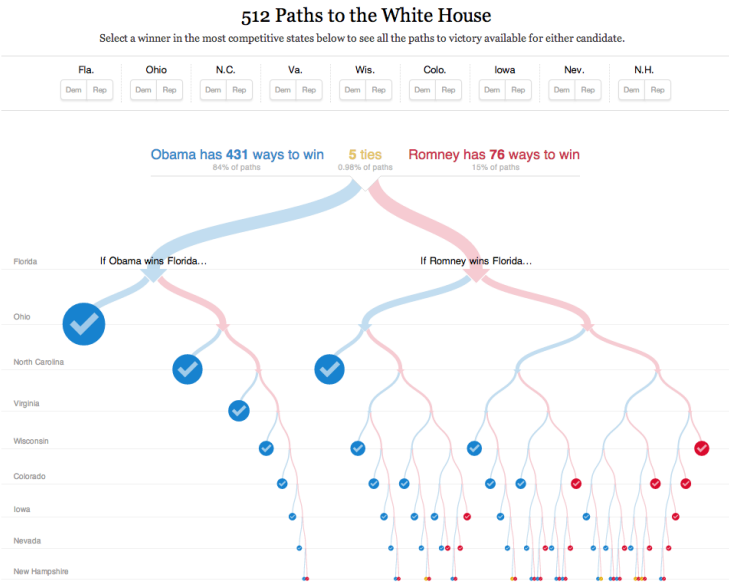 512 Paths to the White House
Select a winner in the most competitive states below to see all the paths to victory available for either candidate.
Fla. Ohio N.C. Va. Wis. Colo. Iowa Nev. N.H.
Dem Rep Dem Rep Dem Rep Dem Rep Dem Rep Dem Rep Dem Rep Dem Rep Dem Rep
Obama has 431 ways to win 5 ties Romney has 76 ways to win
84% of paths 0.98% of paths 15% of paths
Florida If Obama wins Florida... If Romney wins Florida...
Ohio
North Carolina
Virginia
Wisconsin
Colorado
Iowa
Nevada
New Hampshire